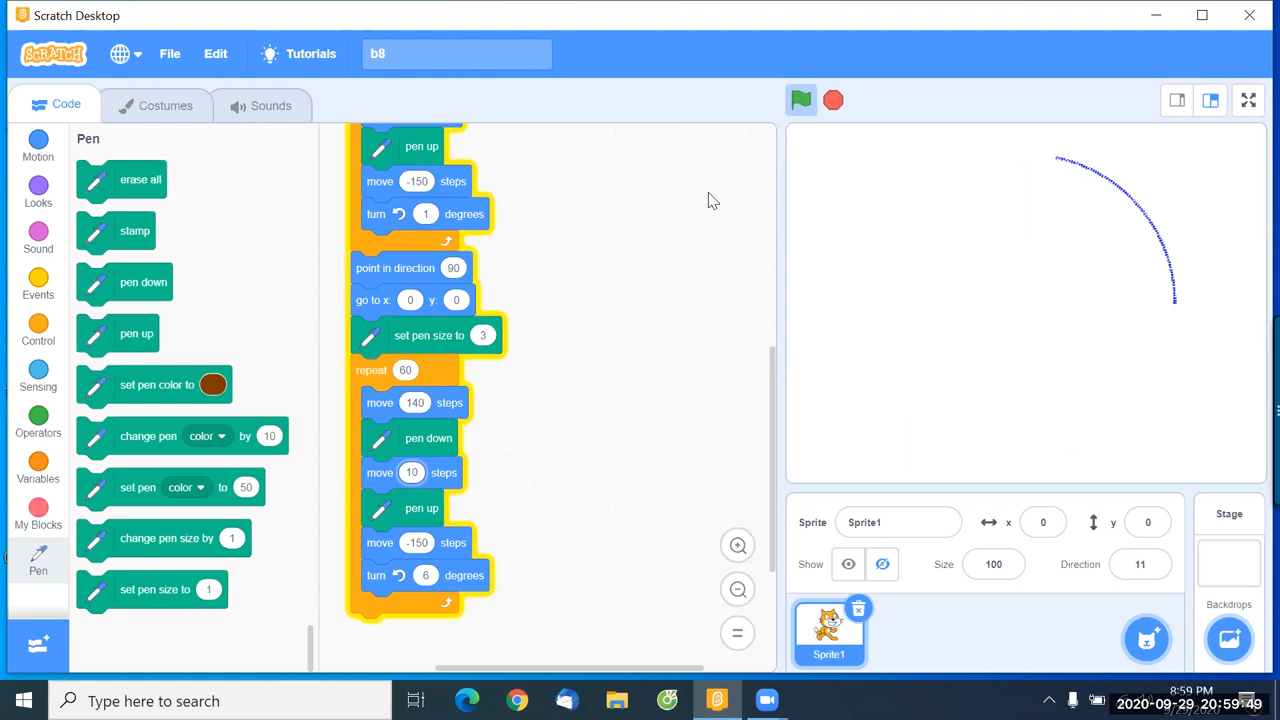 Scratch Desktop
SCRATCH
File
Edit
Tutorials
b8
Code
Costumes
Sounds
Motion
Looks
Sound
Events
Control
Sensing
Operators
Variables
My Blocks
Pen
Pen
erase all
stamp
pen down
pen up
set pen color to
change pen color by 10
set pen color to 50
change pen size by 1
set pen size to 1
pen up
move -150 steps
turn 1 degrees
point in direction 90
go to x: 0 y: 0
set pen size to 3
repeat 60
move 140 steps
pen down
move 10 steps
pen up
move -150 steps
turn 6 degrees
Sprite Sprite1 x 0 y 0
Show Size 100 Direction 11
Sprite1
Stage
Backdrops
0
Type here to search
8:59 PM
2020-09-29 20:59:49